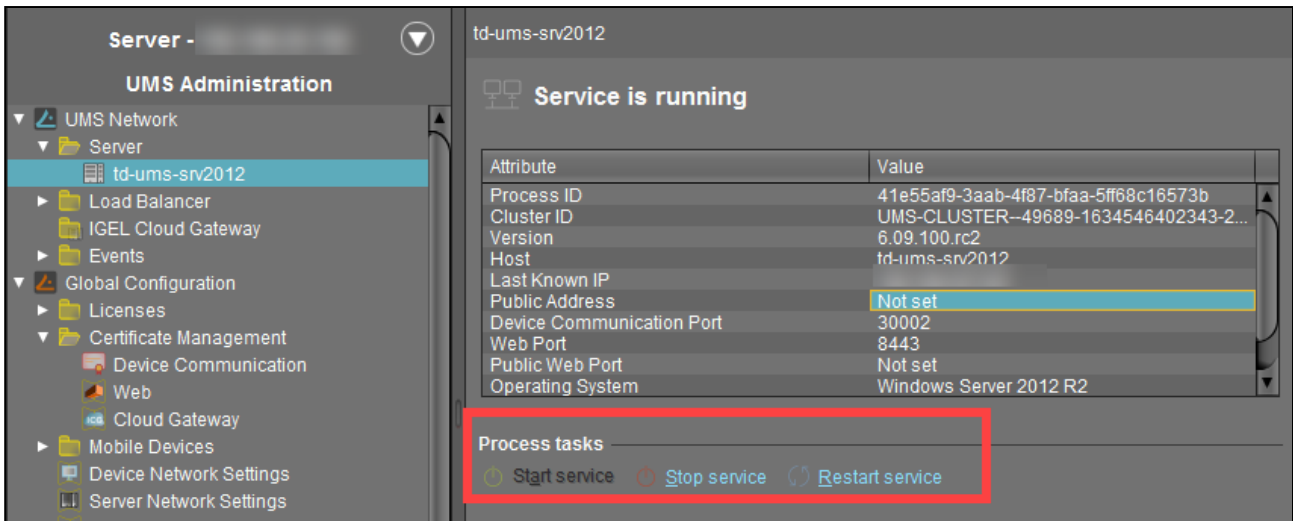 Server -
UMS Administration
UMS Network
Server
td-ums-srv2012
Load Balancer
IGEL Cloud Gateway
Events
Global Configuration
Licenses
Certificate Management
Device Communication
Web
ICG Cloud Gateway
Mobile Devices
Device Network Settings
Server Network Settings
td-ums-srv2012
Service is running
Attribute Value
Process ID 41e55af9-3aab-4f87-bfaa-5ff68c16573b
Cluster ID UMS-CLUSTER--49689-1634546402343-2...
Version 6.09.100.rc2
Host td-ums-srv2012
Last Known IP
Public Address Not set
Device Communication Port 30002
Web Port 8443
Public Web Port Not set
Operating System Windows Server 2012 R2
Process tasks
Start service Stop service Restart service